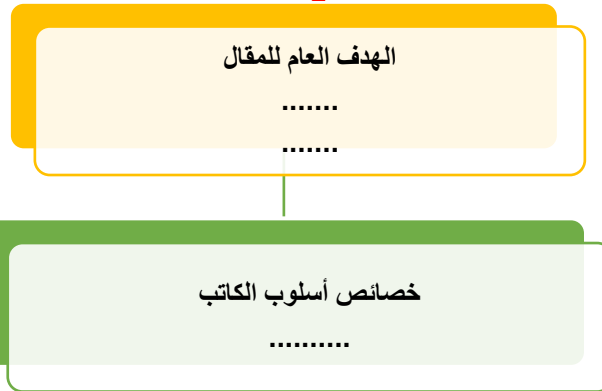 الهدف العام للمقال
.......
.......
خصائص أسلوب الكاتب
..........